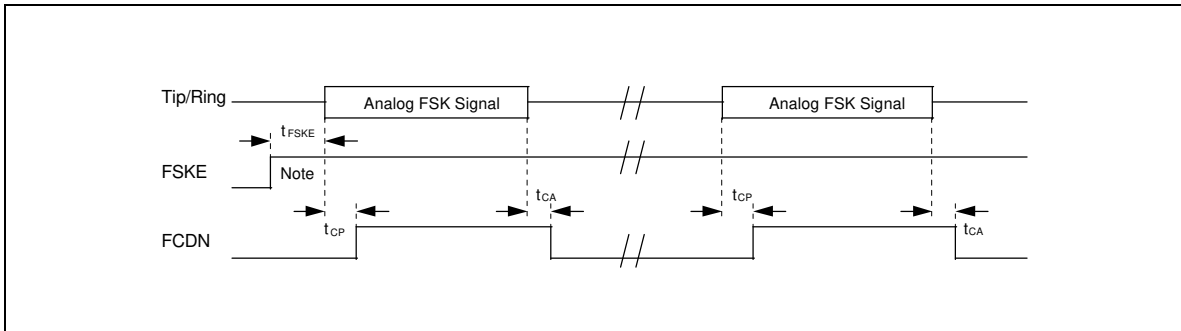 Tip/Ring Analog FSK Signal Analog FSK Signal
tFSKE
FSKE Note
tCA tCP
tCP tCA
FCDN